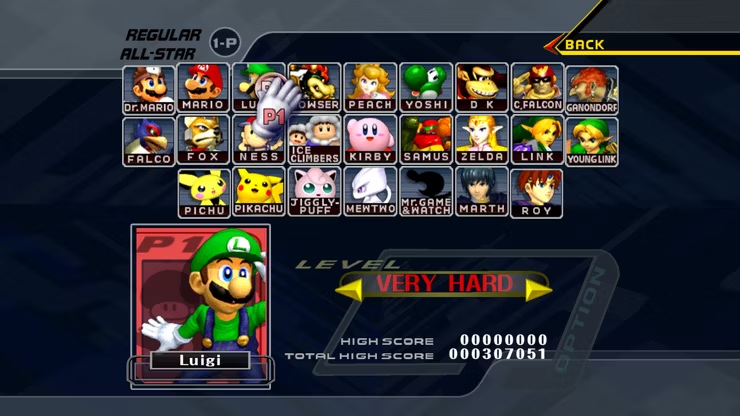 REGULAR
ALL-STAR
1-P
BACK
Dr.MARIO MARIO LU OWSER PEACH YOSHI D K C,FALCON GANONDORF
FALCO FOX NESS ICE CLIMBERS KIRBY SAMUS ZELDA LINK YOUNG LINK
PICHU PIKACHU JIGGLY-PUFF MEWTWO Mr.GAME & WATCH MARTH ROY
P1
P1
LEVEL
VERY HARD
OPTION
HIGH SCORE 00000000
TOTAL HIGH SCORE 000307051
Luigi